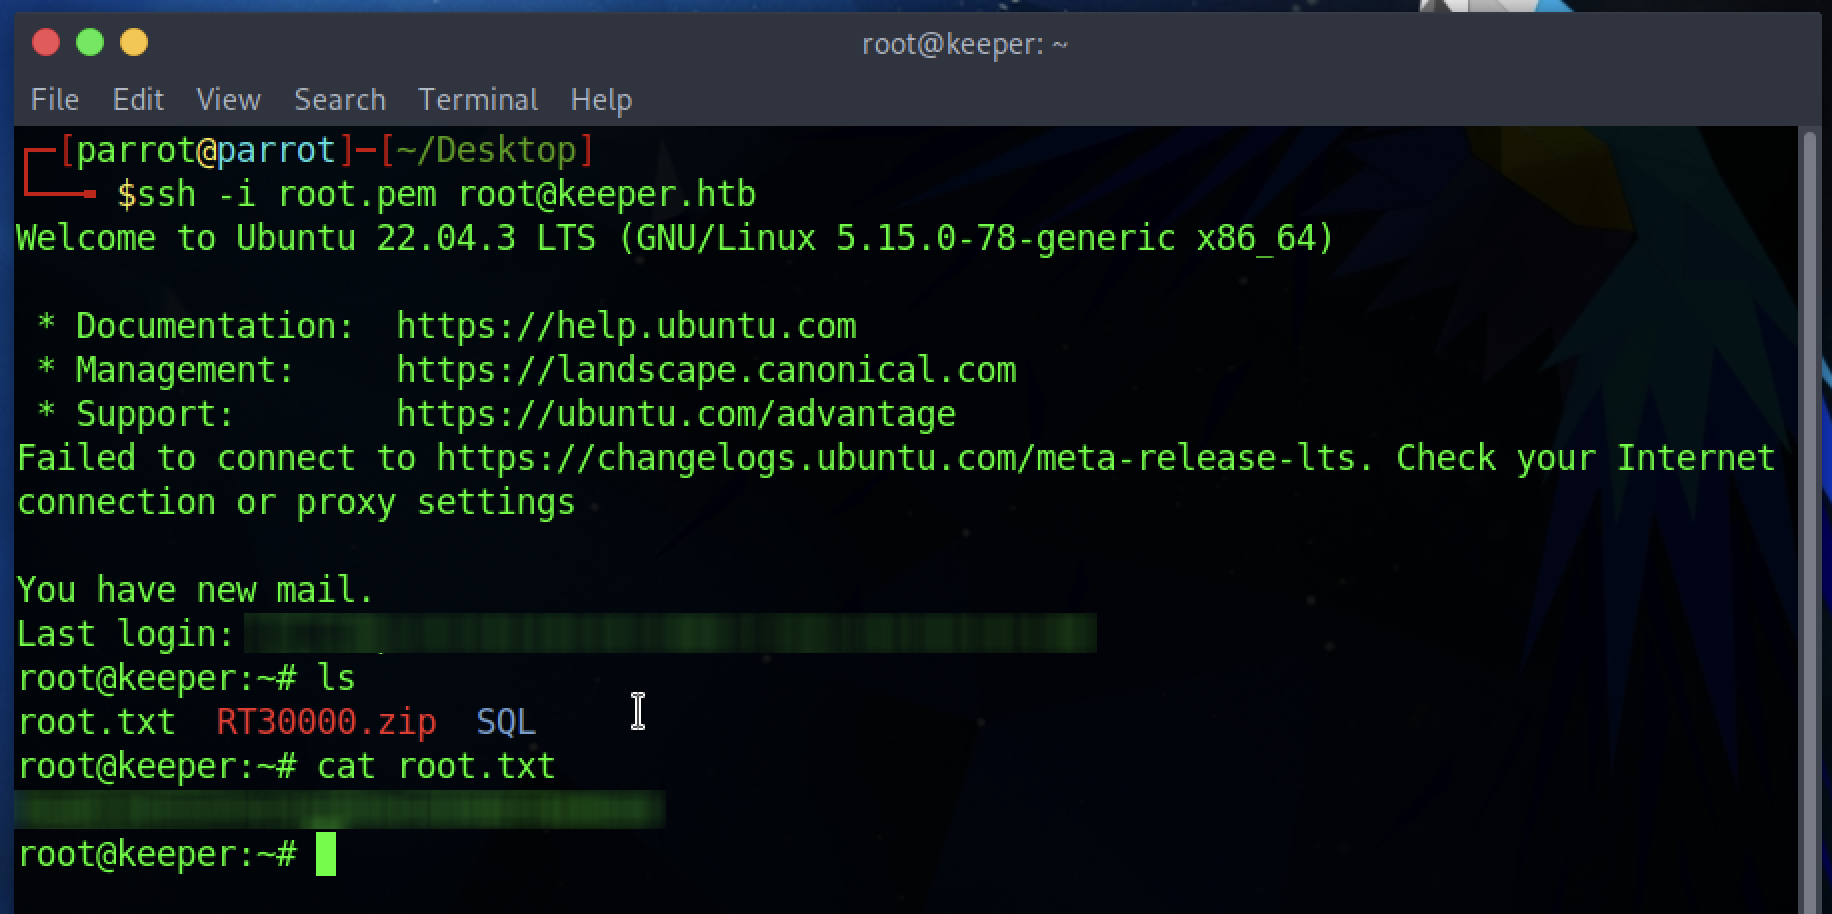 root@keeper: ~
File Edit View Search Terminal Help
[parrot@parrot]─[~/Desktop]
$ssh -i root.pem root@keeper.htb
Welcome to Ubuntu 22.04.3 LTS (GNU/Linux 5.15.0-78-generic x86_64)
* Documentation:  https://help.ubuntu.com
* Management:     https://landscape.canonical.com
* Support:        https://ubuntu.com/advantage
Failed to connect to https://changelogs.ubuntu.com/meta-release-lts. Check your Internet
connection or proxy settings
You have new mail.
Last login:
root@keeper:~# ls
root.txt  RT30000.zip  SQL
root@keeper:~# cat root.txt
root@keeper:~#